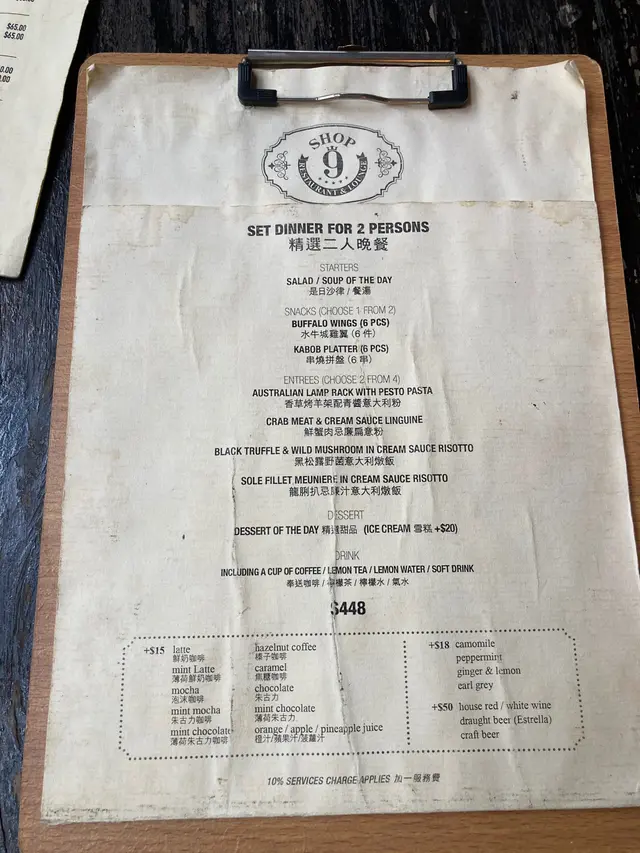 $65.00
$65.00
SHOP
9
RESTAURANT & LOUNGE
SET DINNER FOR 2 PERSONS
精選二人晚餐
STARTERS
SALAD / SOUP OF THE DAY
是日沙律 / 餐湯
SNACKS (CHOOSE 1 FROM 2)
BUFFALO WINGS (6 PCS)
水牛城雞翼 (6 件)
KABOB PLATTER (6 PCS)
串燒拼盤 (6 串)
ENTREES (CHOOSE 2 FROM 4)
AUSTRALIAN LAMP RACK WITH PESTO PASTA
香草烤羊架配青醬意大利粉
CRAB MEAT & CREAM SAUCE LINGUINE
鮮蟹肉忌廉扁意粉
BLACK TRUFFLE & WILD MUSHROOM IN CREAM SAUCE RISOTTO
黑松露野菌意大利燉飯
SOLE FILLET MEUNIERE IN CREAM SAUCE RISOTTO
龍脷扒忌廉汁意大利燉飯
DESSERT
DESSERT OF THE DAY 精選甜品 (ICE CREAM 雪糕 +$20)
DRINK
INCLUDING A CUP OF COFFEE / LEMON TEA / LEMON WATER / SOFT DRINK
奉送咖啡 / 檸檬茶 / 檸檬水 / 氣水
$448
+$15 latte
鮮奶咖啡
mint Latte
薄荷鮮奶咖啡
mocha
泡沫咖啡
mint mocha
朱古力咖啡
mint chocolate
薄荷朱古力咖啡
hazelnut coffee
榛子咖啡
caramel
焦糖咖啡
chocolate
朱古力
mint chocolate
薄荷朱古力
orange / apple / pineapple juice
橙汁/蘋果汁/菠蘿汁
+$18 camomile
peppermint
ginger & lemon
earl grey
+$50 house red / white wine
draught beer (Estrella)
craft beer
10% SERVICES CHARGE APPLIES 加一服務費